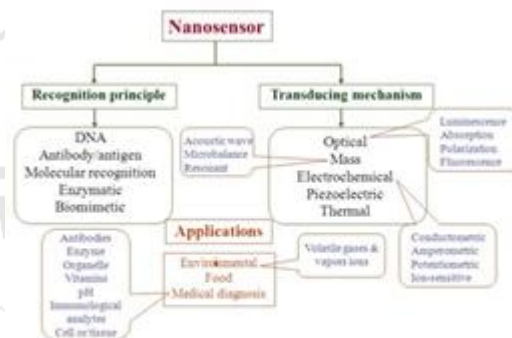 Nanosensor
Recognition principle
Transducing mechanism
DNA
Antibody/antigen
Molecular recognition
Enzymatic
Biomimetic
Acoustic wave
Microbalance
Resonant
Optical
Mass
Electrochemical
Piezoelectric
Thermal
Luminescence
Absorption
Polarization
Fluorescence
Applications
Antibodies
Enzyme
Organelle
Vitamins
pH
Immunological
analytes
Cell or tissue
Environmental
Food
Medical diagnosis
Volatile gases &
vapors ions
Conductometric
Amperometric
Potentiometric
Ion-sensitive